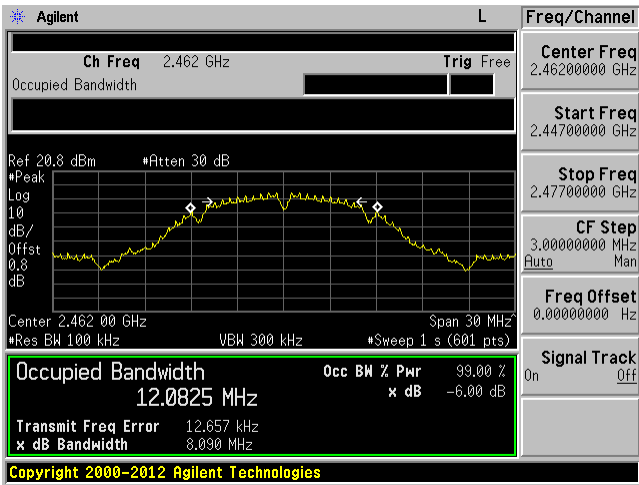 Agilent L
Ch Freq 2.462 GHz Trig Free
Occupied Bandwidth
Ref 20.8 dBm #Atten 30 dB
#Peak
Log
10
dB/
Offst
0.8
dB
Center 2.462 00 GHz Span 30 MHz^
#Res BW 100 kHz VBW 300 kHz #Sweep 1 s (601 pts)
Occupied Bandwidth Occ BW % Pwr 99.00 %
12.0825 MHz x dB -6.00 dB
Transmit Freq Error 12.657 kHz
x dB Bandwidth 8.090 MHz
Copyright 2000-2012 Agilent Technologies
Freq/Channel
Center Freq
2.46200000 GHz
Start Freq
2.44700000 GHz
Stop Freq
2.47700000 GHz
CF Step
3.00000000 MHz
Auto Man
Freq Offset
0.00000000 Hz
Signal Track
On Off